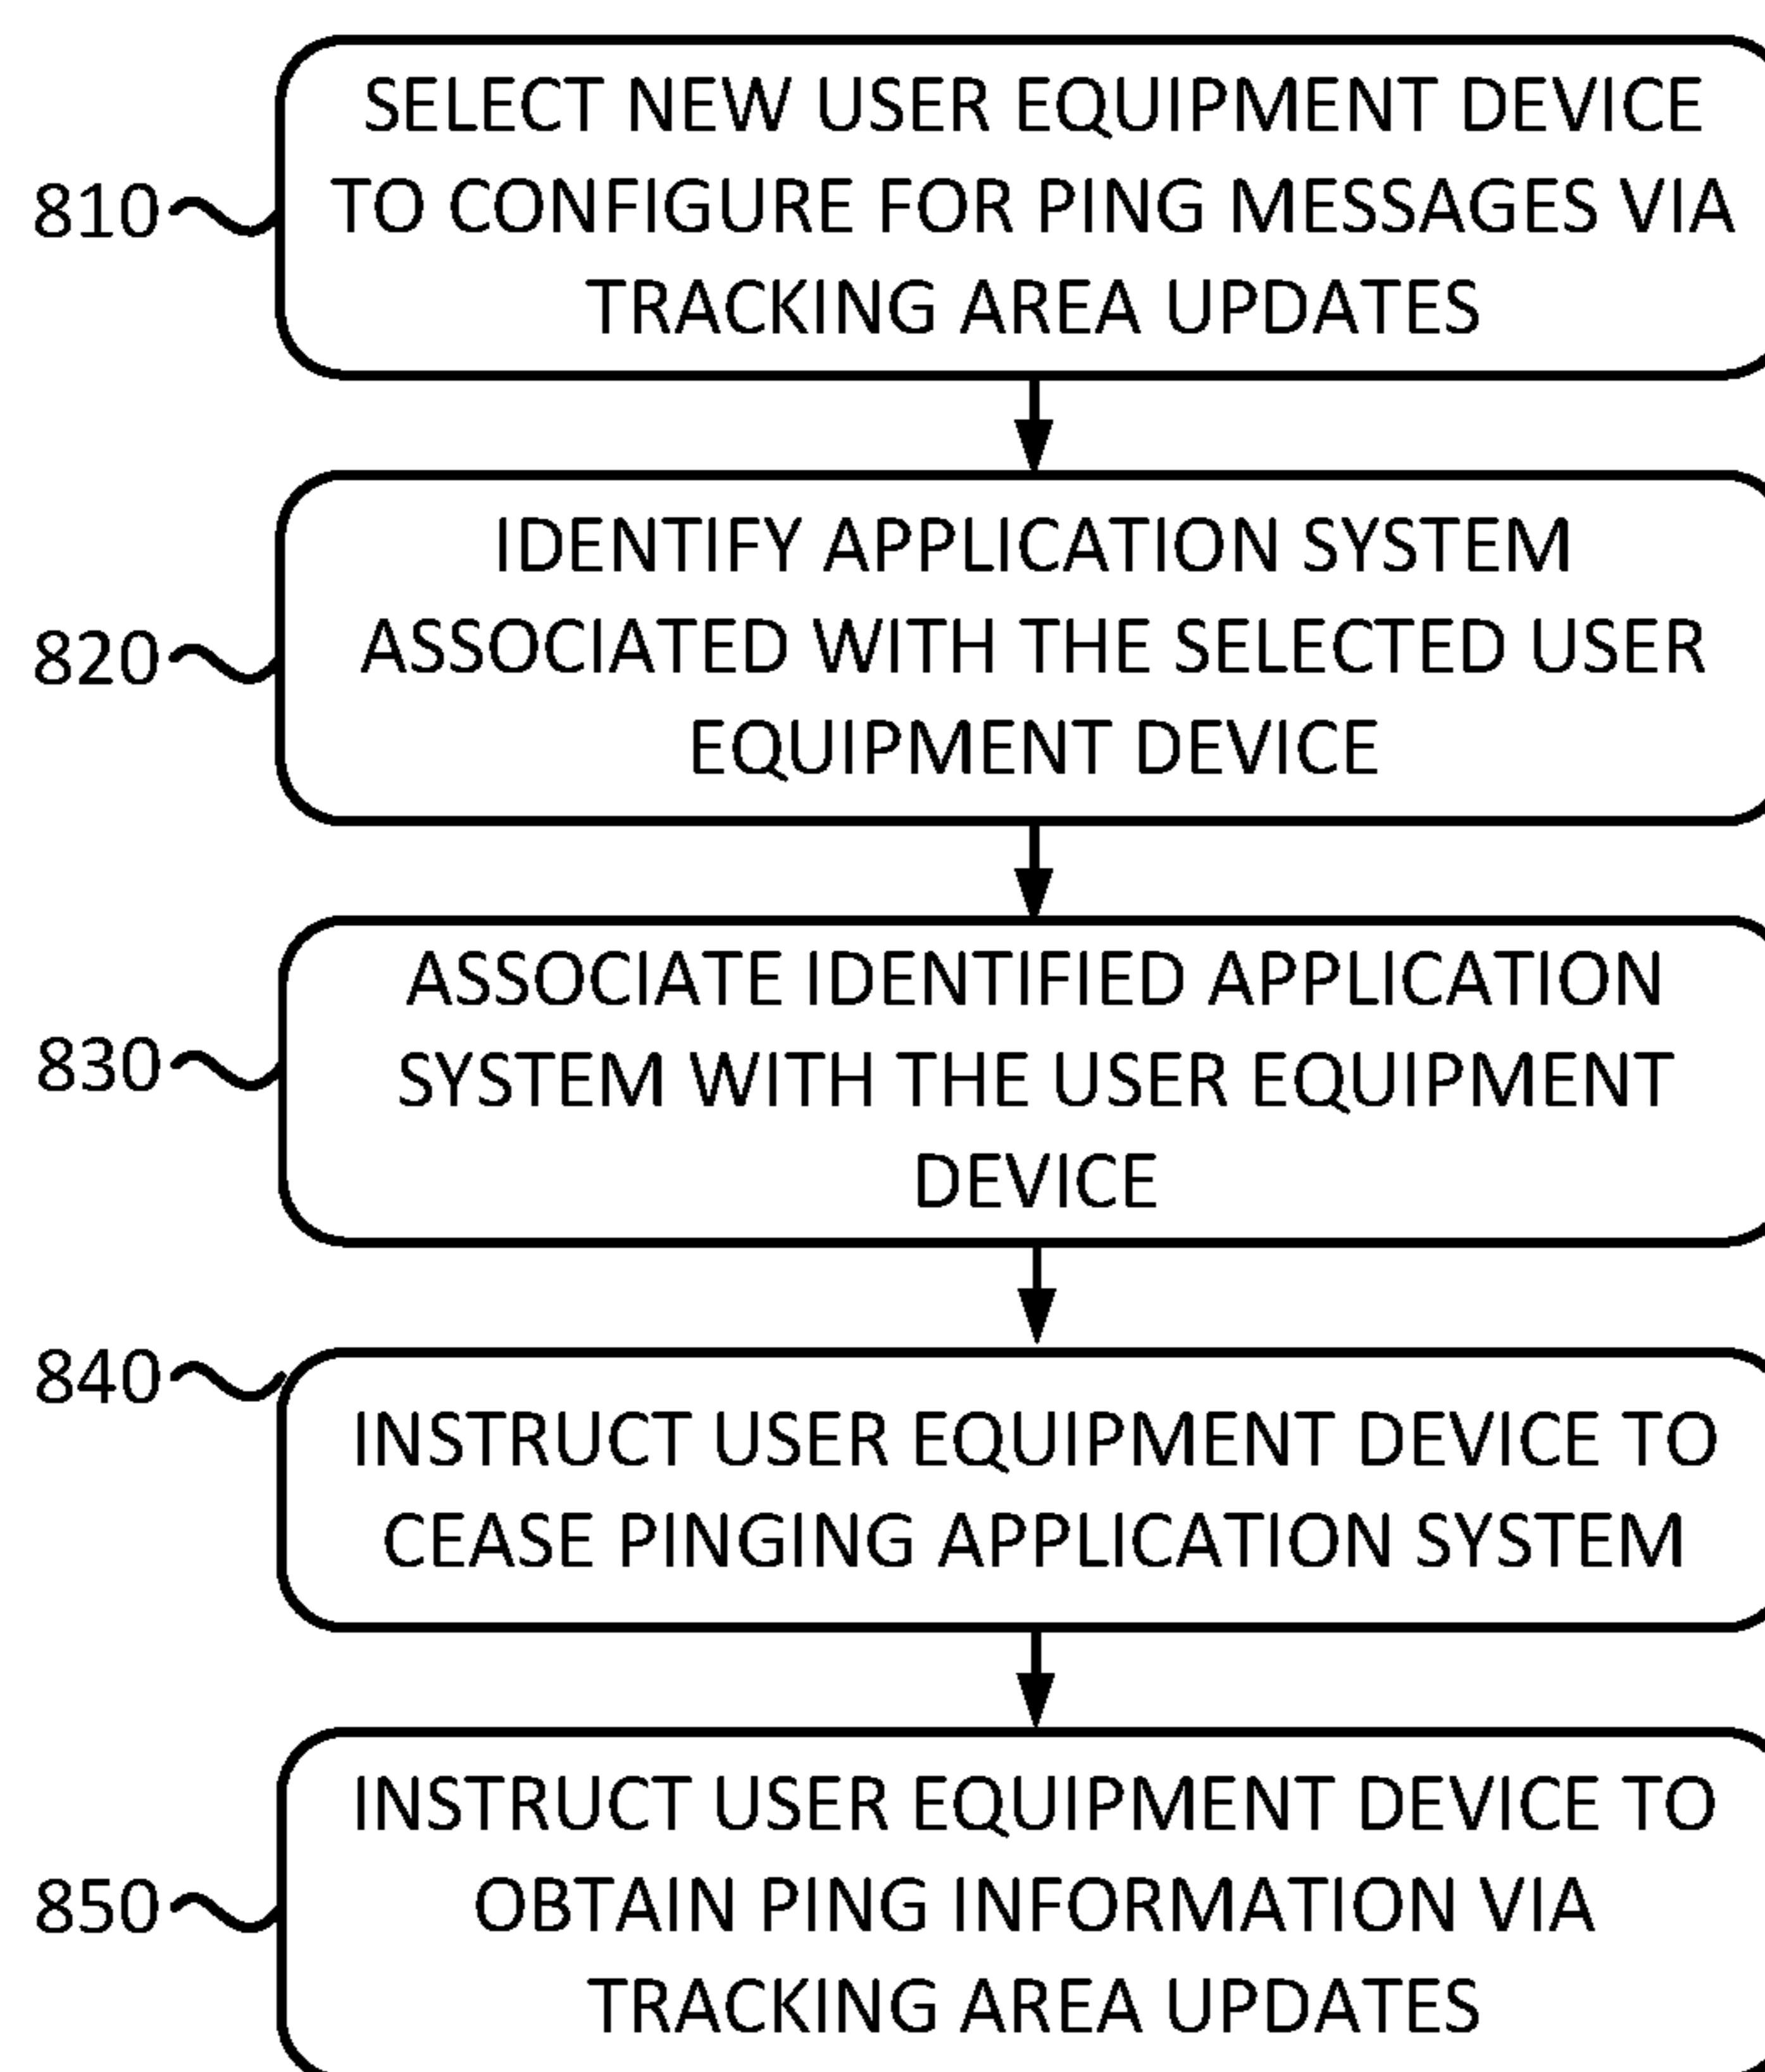 SELECT NEW USER EQUIPMENT DEVICE
810 TO CONFIGURE FOR PING MESSAGES VIA
TRACKING AREA UPDATES
IDENTIFY APPLICATION SYSTEM
820 ASSOCIATED WITH THE SELECTED USER
EQUIPMENT DEVICE
ASSOCIATE IDENTIFIED APPLICATION
830 SYSTEM WITH THE USER EQUIPMENT
DEVICE
840
INSTRUCT USER EQUIPMENT DEVICE TO
CEASE PINGING APPLICATION SYSTEM
INSTRUCT USER EQUIPMENT DEVICE TO
850 OBTAIN PING INFORMATION VIA
TRACKING AREA UPDATES